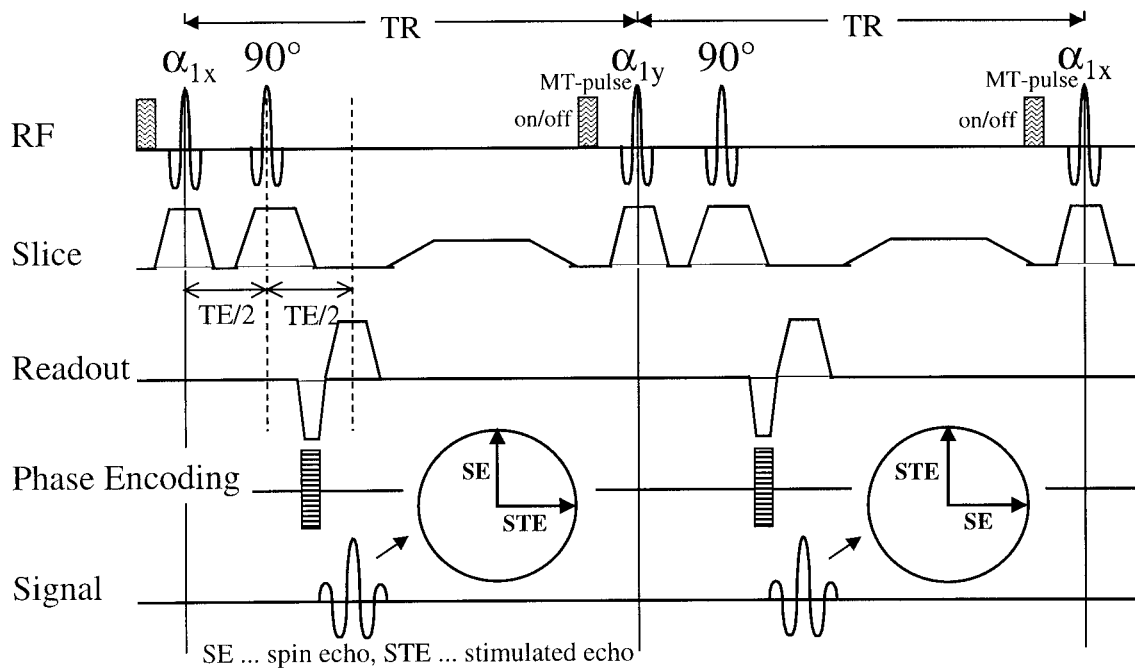 TR TR
α1x 90° α1y 90° α1x
MT-pulse MT-pulse
on/off on/off
RF
Slice
TE/2 TE/2
Readout
SE STE
Phase Encoding
STE SE
Signal
SE ... spin echo, STE ... stimulated echo